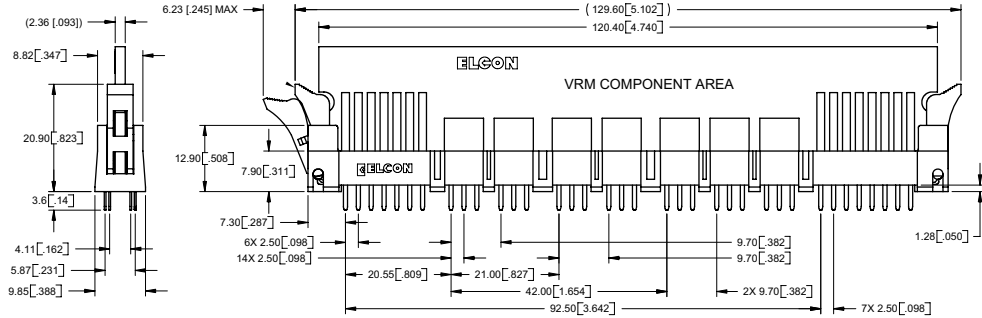 6.23 [.245] MAX
(129.60[5.102])
(2.36 [.093])
120.40[4.740]
8.82[.347]
ELCON
VRM COMPONENT AREA
20.90[.823]
12.90[.508]
7.90[.311]
ELCON
3.6[.14]
7.30[.287]
1.28[.050]
4.11[.162]
6X 2.50[.098]
9.70[.382]
14X 2.50[.098]
9.70[.382]
5.87[.231]
20.55[.809]
21.00[.827]
9.85[.388]
42.00[1.654]
2X 9.70[.382]
92.50[3.642]
7X 2.50[.098]